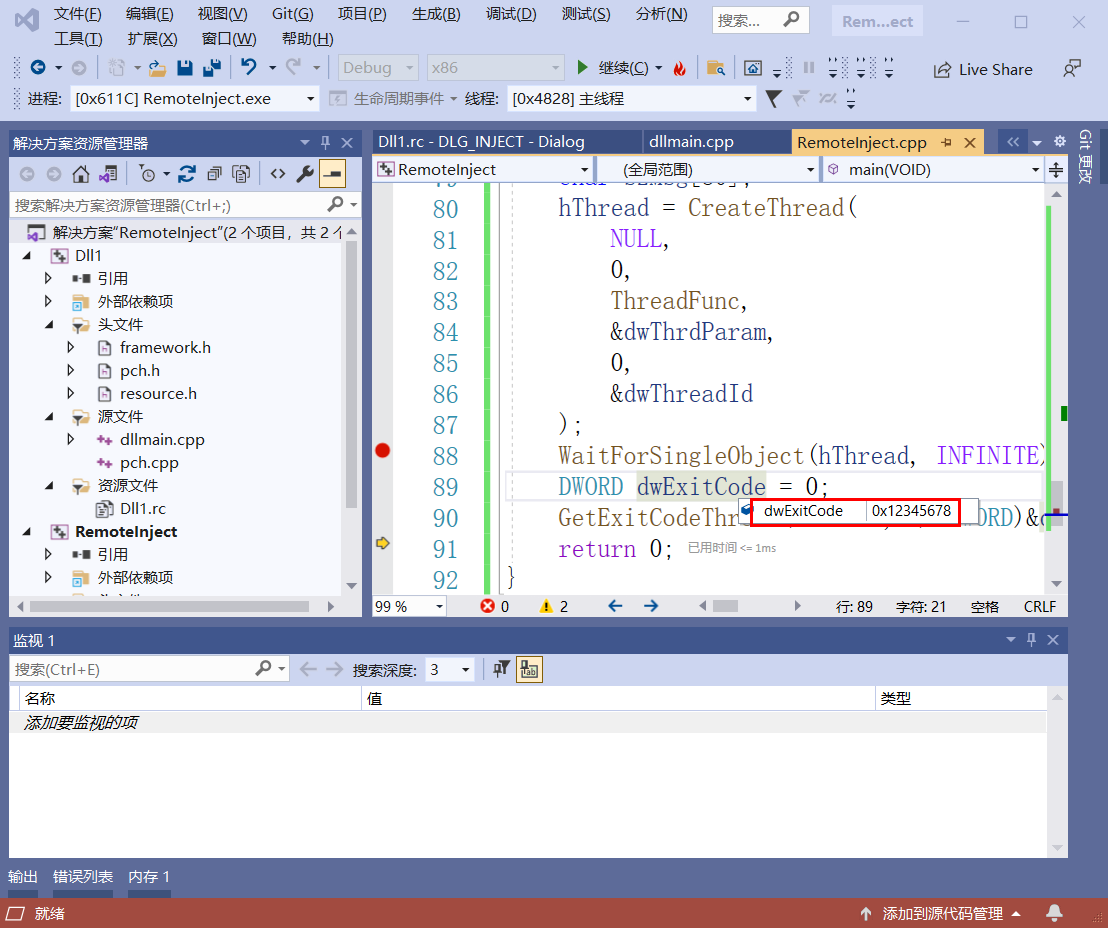 文件(F) 编辑(E) 视图(V) Git(G) 项目(P) 生成(B) 调试(D) 测试(S) 分析(N) 搜索... Rem...ect
工具(T) 扩展(X) 窗口(W) 帮助(H)
Debug x86 继续(C) Live Share
进程: [0x611C] RemoteInject.exe 生命周期事件 线程: [0x4828] 主线程
解决方案资源管理器
搜索解决方案资源管理器(Ctrl+;)
解决方案“RemoteInject”(2 个项目，共 2 个
Dll1
引用
外部依赖项
头文件
framework.h
pch.h
resource.h
源文件
dllmain.cpp
pch.cpp
资源文件
Dll1.rc
RemoteInject
引用
外部依赖项
Dll1.rc - DLG_INJECT - Dialog dllmain.cpp RemoteInject.cpp
RemoteInject (全局范围) main(VOID)
80 hThread = CreateThread(
81 NULL,
82 0,
83 ThreadFunc,
84 &dwThrdParam,
85 0,
86 &dwThreadId
87 );
88 WaitForSingleObject(hThread, INFINITE)
89 DWORD dwExitCode = 0;
dwExitCode 0x12345678
90 GetExitCodeThr ORD)&
91 return 0; 已用时间 <= 1ms
92 }
99 % 0 2 行: 89 字符: 21 空格 CRLF
Git 更改
监视 1
搜索(Ctrl+E) 搜索深度: 3
名称 值 类型
添加要监视的项
输出 错误列表 内存 1
就绪 添加到源代码管理